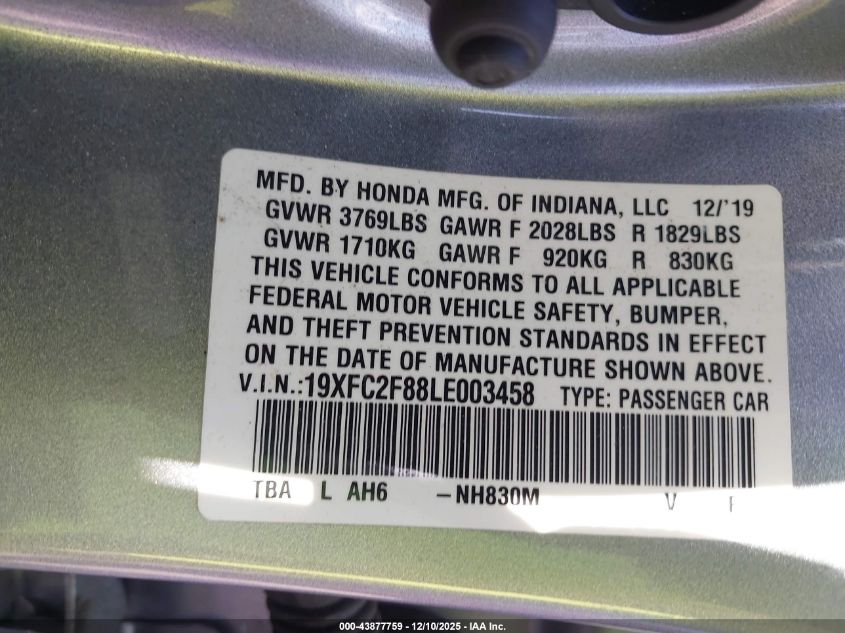 MFD. BY HONDA MFG. OF INDIANA, LLC 12/'19
GVWR 3769LBS GAWR F 2028LBS R 1829LBS
GVWR 1710KG GAWR F 920KG R 830KG
THIS VEHICLE CONFORMS TO ALL APPLICABLE
FEDERAL MOTOR VEHICLE SAFETY, BUMPER,
AND THEFT PREVENTION STANDARDS IN EFFECT
ON THE DATE OF MANUFACTURE SHOWN ABOVE.
V.I.N.:19XFC2F88LE003458 TYPE: PASSENGER CAR
TBA L AH6 -NH830M V
000-43877759 - 12/10/2025 - IAA Inc.